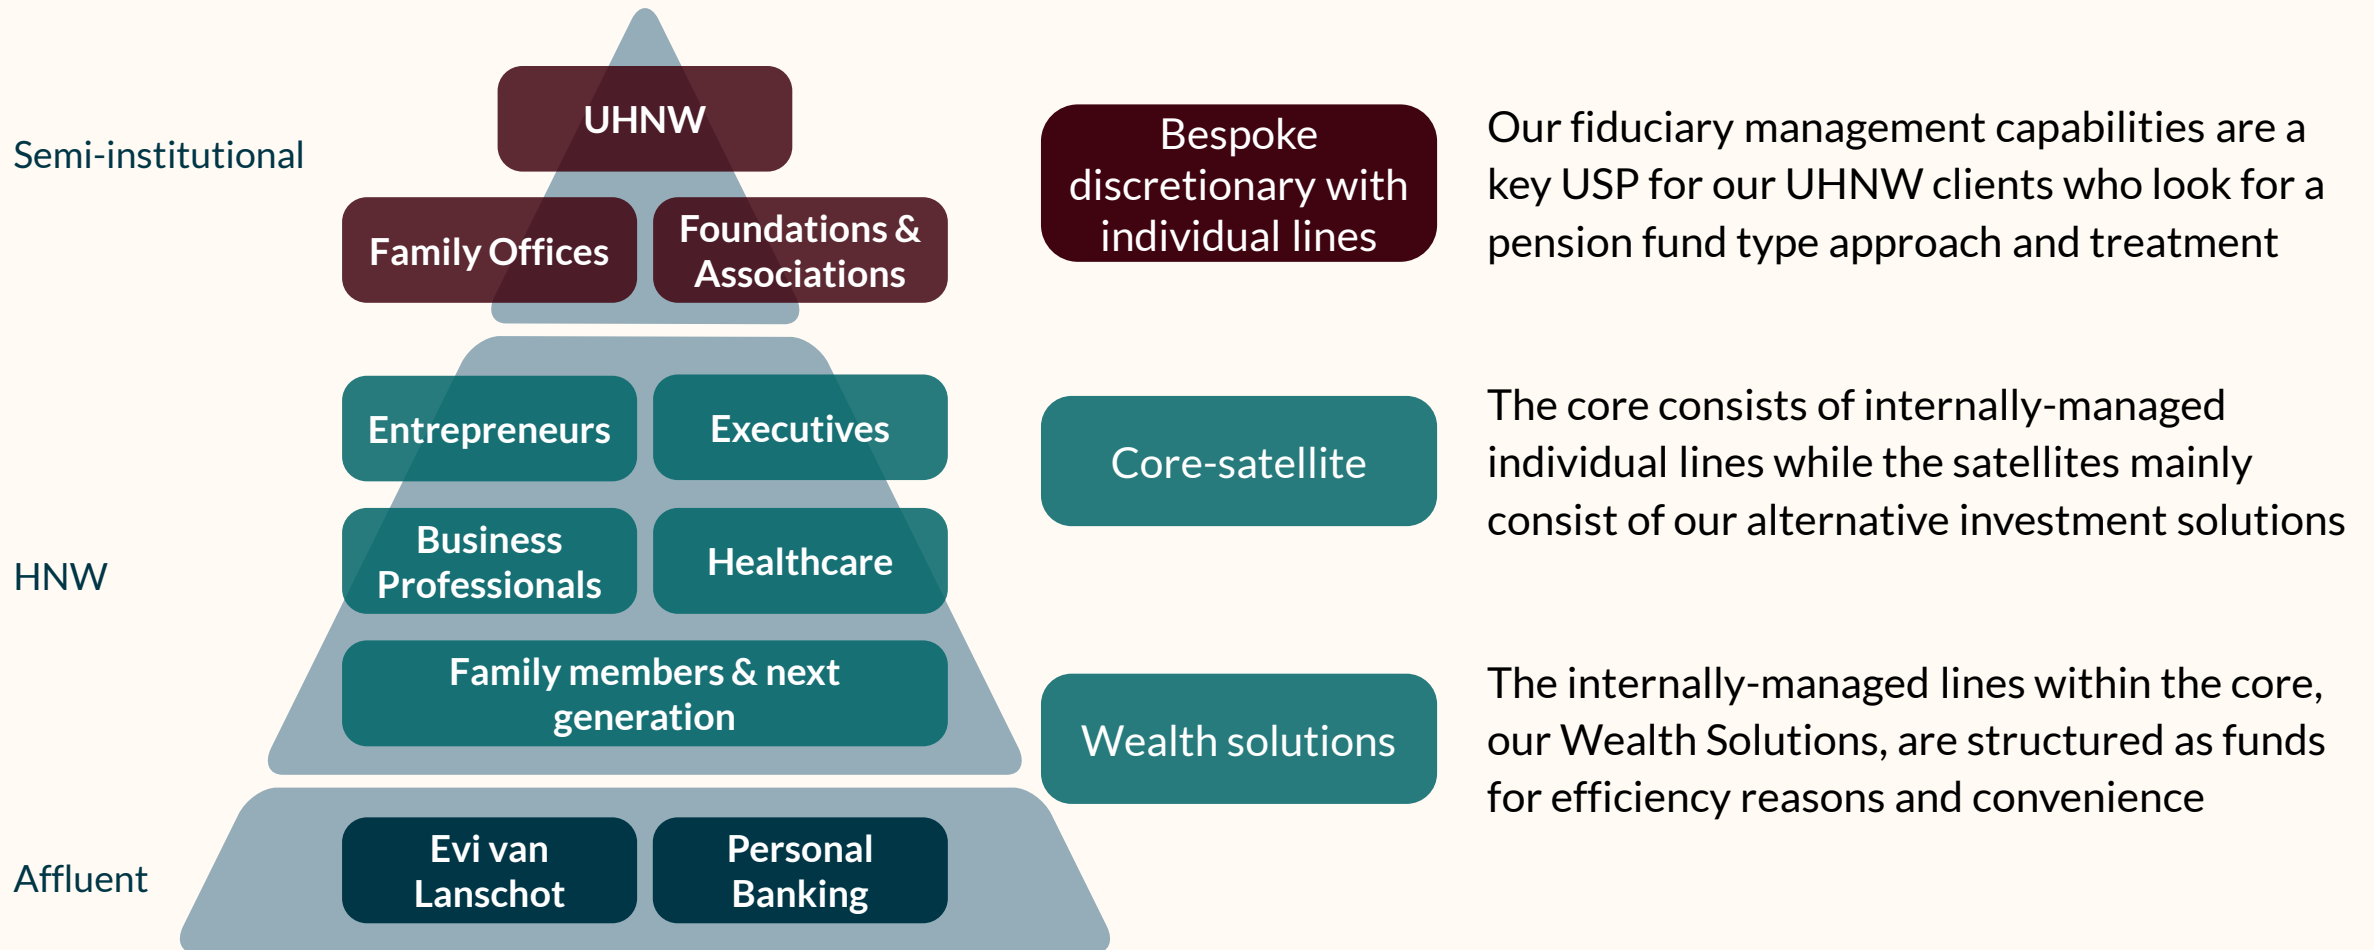 Semi-institutional
UHNW
Family Offices
Foundations &
Associations
Bespoke
discretionary with
individual lines
Our fiduciary management capabilities are a
key USP for our UHNW clients who look for a
pension fund type approach and treatment
HNW
Entrepreneurs
Executives
Business
Professionals
Healthcare
Family members & next
generation
Core-satellite
The core consists of internally-managed
individual lines while the satellites mainly
consist of our alternative investment solutions
Wealth solutions
The internally-managed lines within the core,
our Wealth Solutions, are structured as funds
for efficiency reasons and convenience
Affluent
Evi van
Lanschot
Personal
Banking